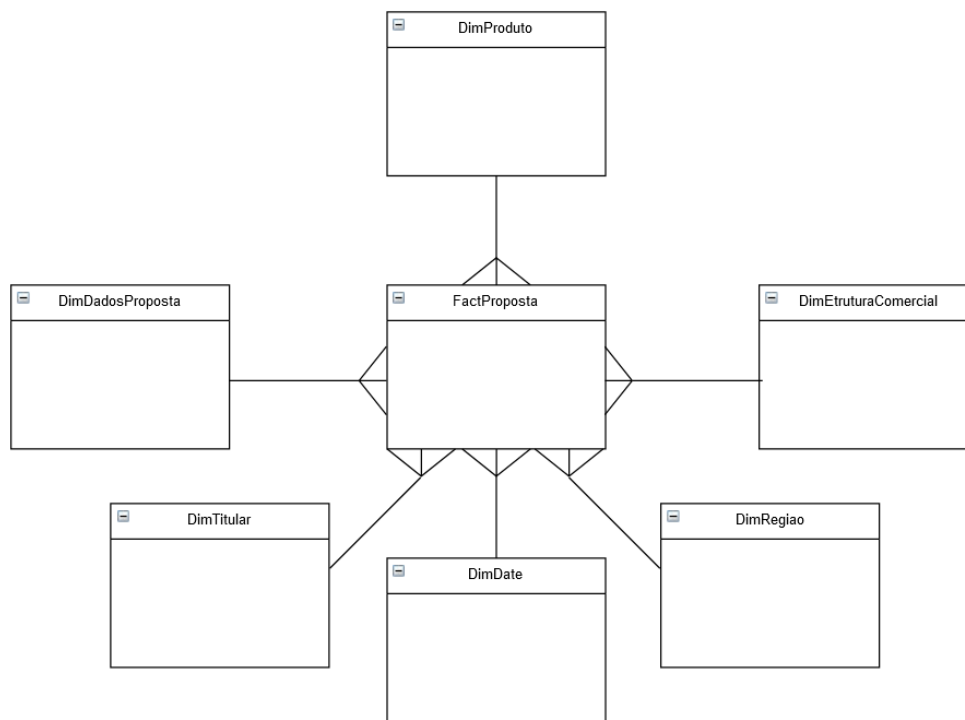 DimProduto
DimDadosProposta
FactProposta
DimEtruturaComercial
DimTitular
DimDate
DimRegiao